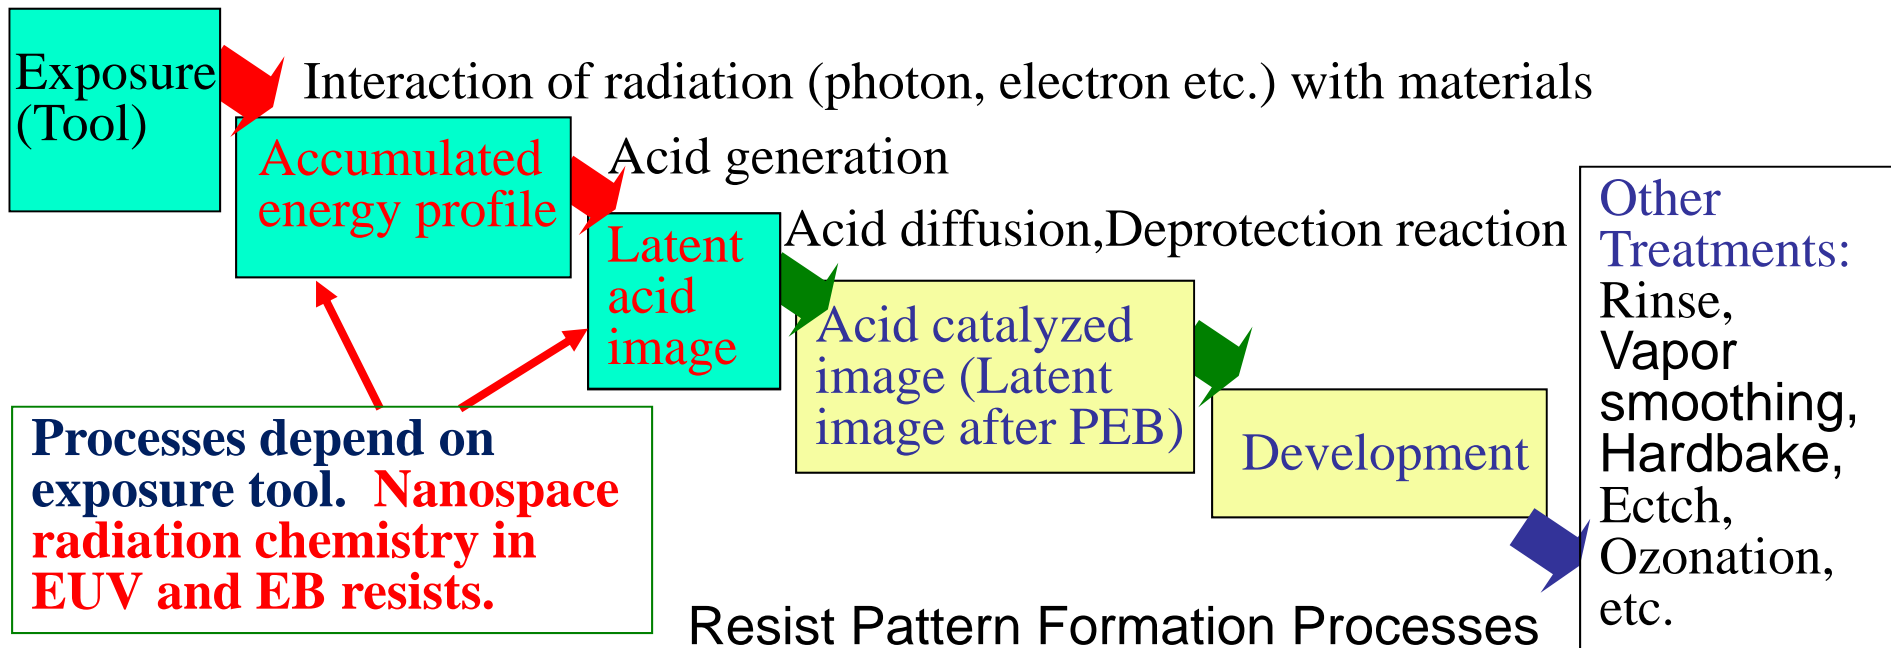 Exposure
(Tool)
Interaction of radiation (photon, electron etc.) with materials
Accumulated
energy profile
Acid generation
Latent
acid
image
Acid diffusion,Deprotection reaction
Acid catalyzed
image (Latent
image after PEB)
Development
Other
Treatments:
Rinse,
Vapor
smoothing,
Hardbake,
Ectch,
Ozonation,
etc.
Processes depend on
exposure tool. Nanospace
radiation chemistry in
EUV and EB resists.
Resist Pattern Formation Processes